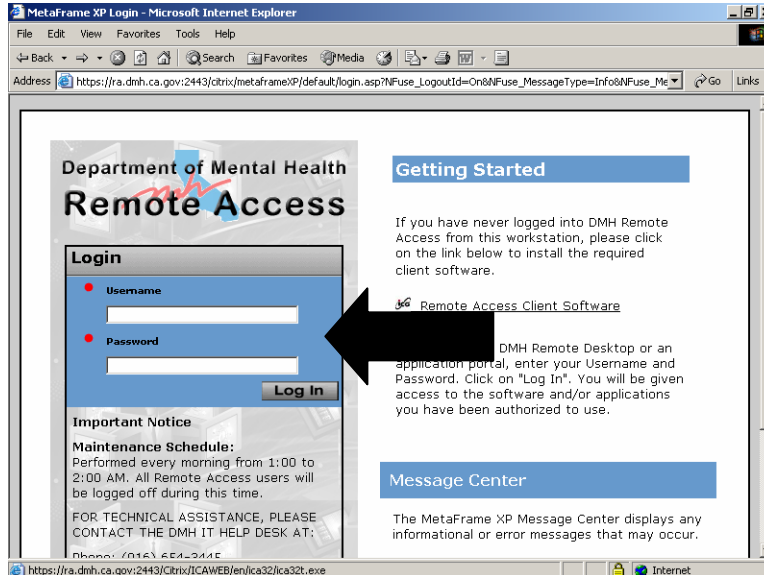 MetaFrame XP Login - Microsoft Internet Explorer
File Edit View Favorites Tools Help
Back Search Favorites Media
Address https://ra.dmh.ca.gov:2443/citrix/metaframeXP/default/login.asp?NFuse_LogoutId=On&NFuse_MessageType=Info&NFuse_Me Go Links
Department of Mental Health
Remote Access
Login
Username
Password
Log In
Important Notice
Maintenance Schedule:
Performed every morning from 1:00 to
2:00 AM. All Remote Access users will
be logged off during this time.
FOR TECHNICAL ASSISTANCE, PLEASE
CONTACT THE DMH IT HELP DESK AT:
Phone: (916) 654-3445
Getting Started
If you have never logged into DMH Remote
Access from this workstation, please click
on the link below to install the required
client software.
Remote Access Client Software
DMH Remote Desktop or an
application portal, enter your Username and
Password. Click on "Log In". You will be given
access to the software and/or applications
you have been authorized to use.
Message Center
The MetaFrame XP Message Center displays any
informational or error messages that may occur.
https://ra.dmh.ca.gov:2443/Citrix/ICAWEB/en/ica32/ica32t.exe Internet